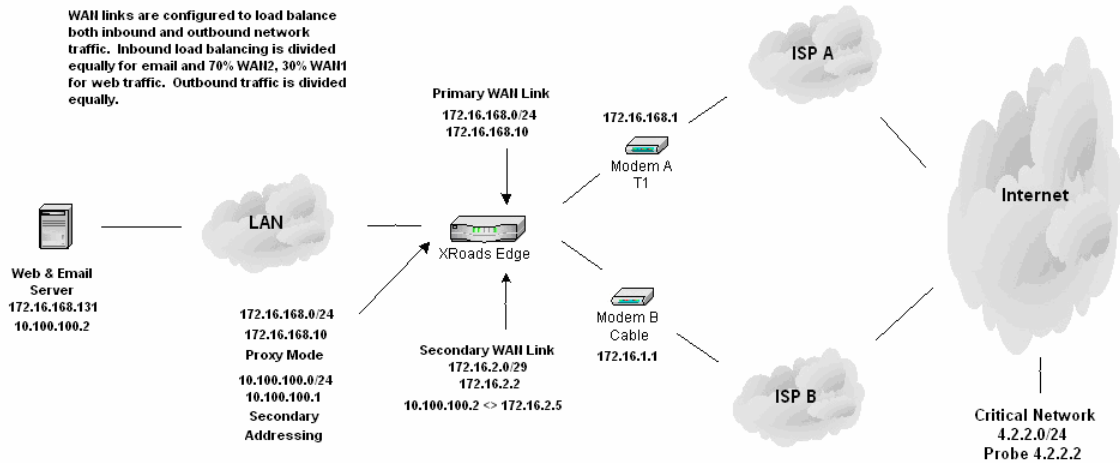 WAN links are configured to load balance
both inbound and outbound network
traffic. Inbound load balancing is divided
equally for email and 70% WAN2, 30% WAN1
for web traffic. Outbound traffic is divided
equally.
ISP A
Primary WAN Link
172.16.168.0/24
172.16.168.10
172.16.168.1
Modem A
T1
Internet
LAN
XRoads Edge
Web & Email
Server
172.16.168.131
10.100.100.2
172.16.168.0/24
172.16.168.10
Proxy Mode
10.100.100.0/24
10.100.100.1
Secondary
Addressing
Secondary WAN Link
172.16.2.0/29
172.16.2.2
10.100.100.2 <> 172.16.2.5
Modem B
Cable
172.16.1.1
ISP B
Critical Network
4.2.2.0/24
Probe 4.2.2.2